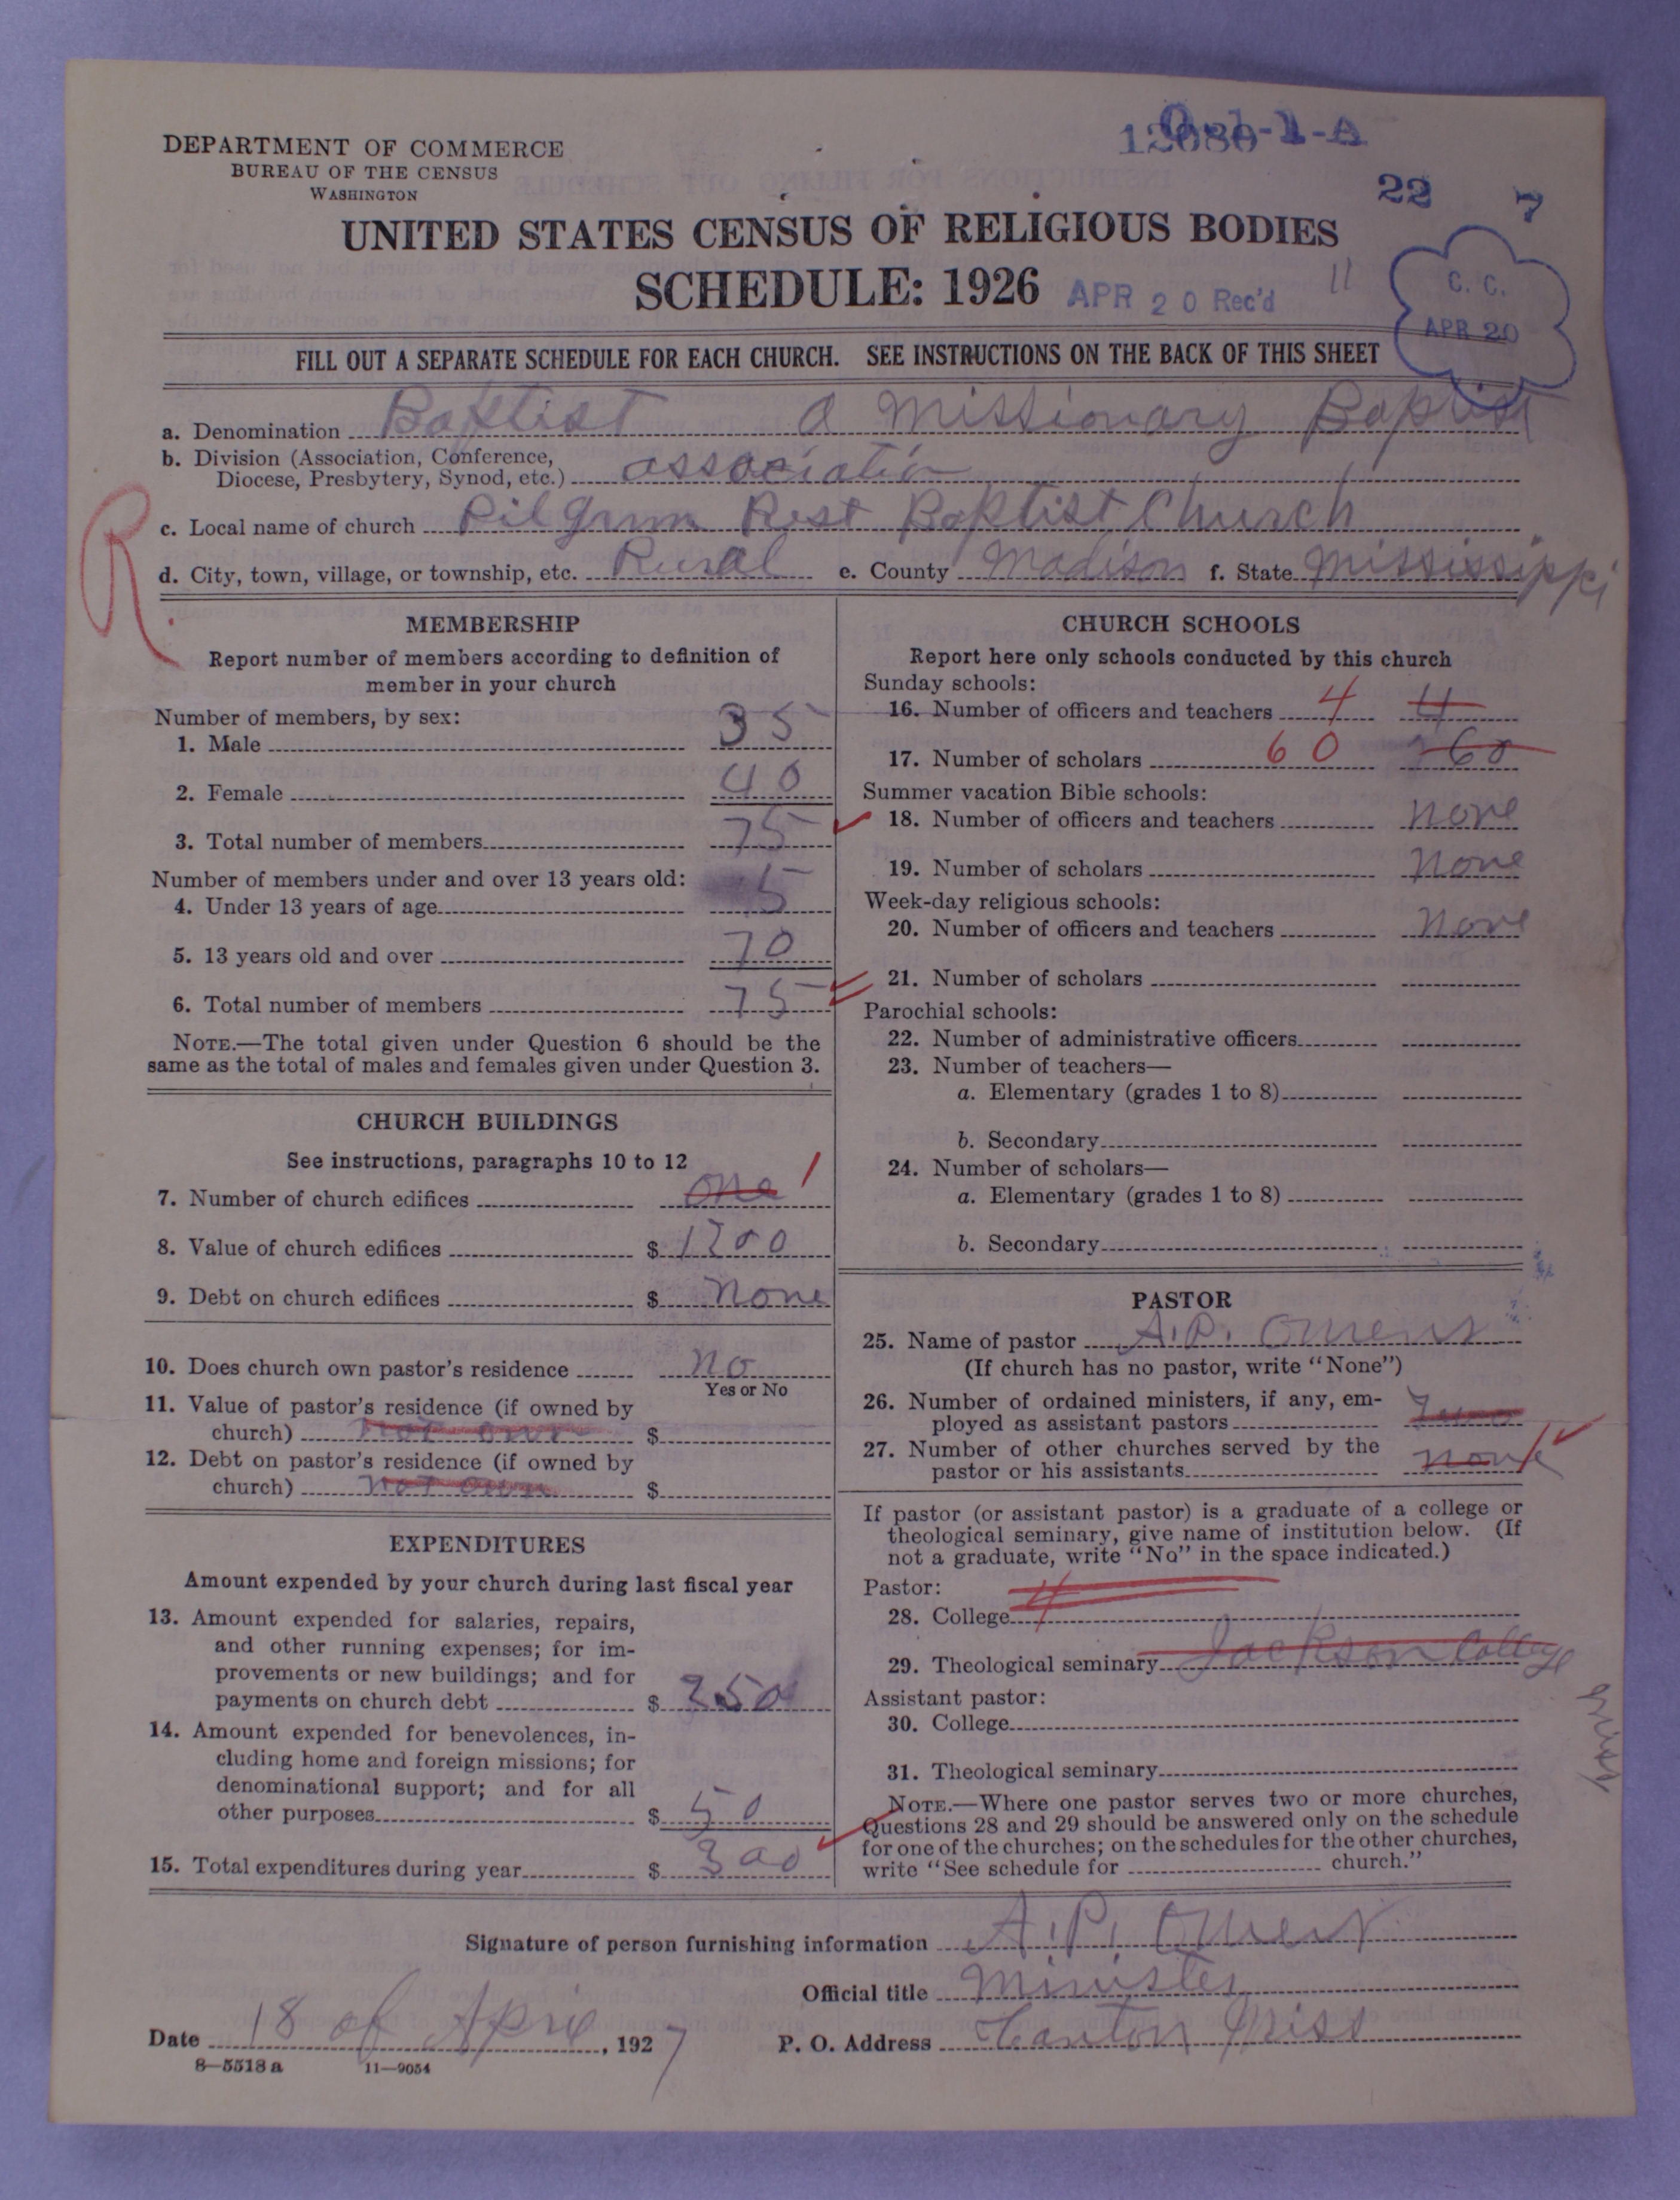 DEPARTMENT OF COMMERCE
BUREAU OF THE CENSUS
WASHINGTON
22 7
UNITED STATES CENSUS OF RELIGIOUS BODIES
SCHEDULE: 1926 APR 20 Rec'd 11
C. C.
APR 20
FILL OUT A SEPARATE SCHEDULE FOR EACH CHURCH. SEE INSTRUCTIONS ON THE BACK OF THIS SHEET
a. Denomination Baptist a Missionary Baptist
b. Division (Association, Conference,
Diocese, Presbytery, Synod, etc.) association
c. Local name of church Pilgrim Rest Baptist Church
d. City, town, village, or township, etc. Rural e. County Madison f. State Mississippi
R.
MEMBERSHIP
Report number of members according to definition of
member in your church
Number of members, by sex:
1. Male 35
2. Female 40
3. Total number of members 75
Number of members under and over 13 years old:
4. Under 13 years of age 5
5. 13 years old and over 70
6. Total number of members 75
NOTE.—The total given under Question 6 should be the
same as the total of males and females given under Question 3.
CHURCH BUILDINGS
See instructions, paragraphs 10 to 12
7. Number of church edifices one 1
8. Value of church edifices $ 1200
9. Debt on church edifices $ None
10. Does church own pastor's residence no
Yes or No
11. Value of pastor's residence (if owned by
church) not own $
12. Debt on pastor's residence (if owned by
church) not own $
EXPENDITURES
Amount expended by your church during last fiscal year
13. Amount expended for salaries, repairs,
and other running expenses; for im-
provements or new buildings; and for
payments on church debt $ 250
14. Amount expended for benevolences, in-
cluding home and foreign missions; for
denominational support; and for all
other purposes $ 50
15. Total expenditures during year $ 300
CHURCH SCHOOLS
Report here only schools conducted by this church
Sunday schools:
16. Number of officers and teachers 4 4
17. Number of scholars 60 60
Summer vacation Bible schools:
18. Number of officers and teachers none
19. Number of scholars none
Week-day religious schools:
20. Number of officers and teachers none
21. Number of scholars
Parochial schools:
22. Number of administrative officers
23. Number of teachers—
a. Elementary (grades 1 to 8)
b. Secondary
24. Number of scholars—
a. Elementary (grades 1 to 8)
b. Secondary
PASTOR
25. Name of pastor A. P. Owens
(If church has no pastor, write "None")
26. Number of ordained ministers, if any, em-
ployed as assistant pastors
27. Number of other churches served by the
pastor or his assistants none
If pastor (or assistant pastor) is a graduate of a college or
theological seminary, give name of institution below. (If
not a graduate, write "No" in the space indicated.)
Pastor:
28. College 4
29. Theological seminary Jackson College
Miss
Assistant pastor:
30. College
31. Theological seminary
NOTE.—Where one pastor serves two or more churches,
Questions 28 and 29 should be answered only on the schedule
for one of the churches; on the schedules for the other churches,
write "See schedule for church."
Signature of person furnishing information A. P. Owens
Official title Minister
Date 18 of April, 1927 P. O. Address Canton Miss
8—5518 a 11—9054